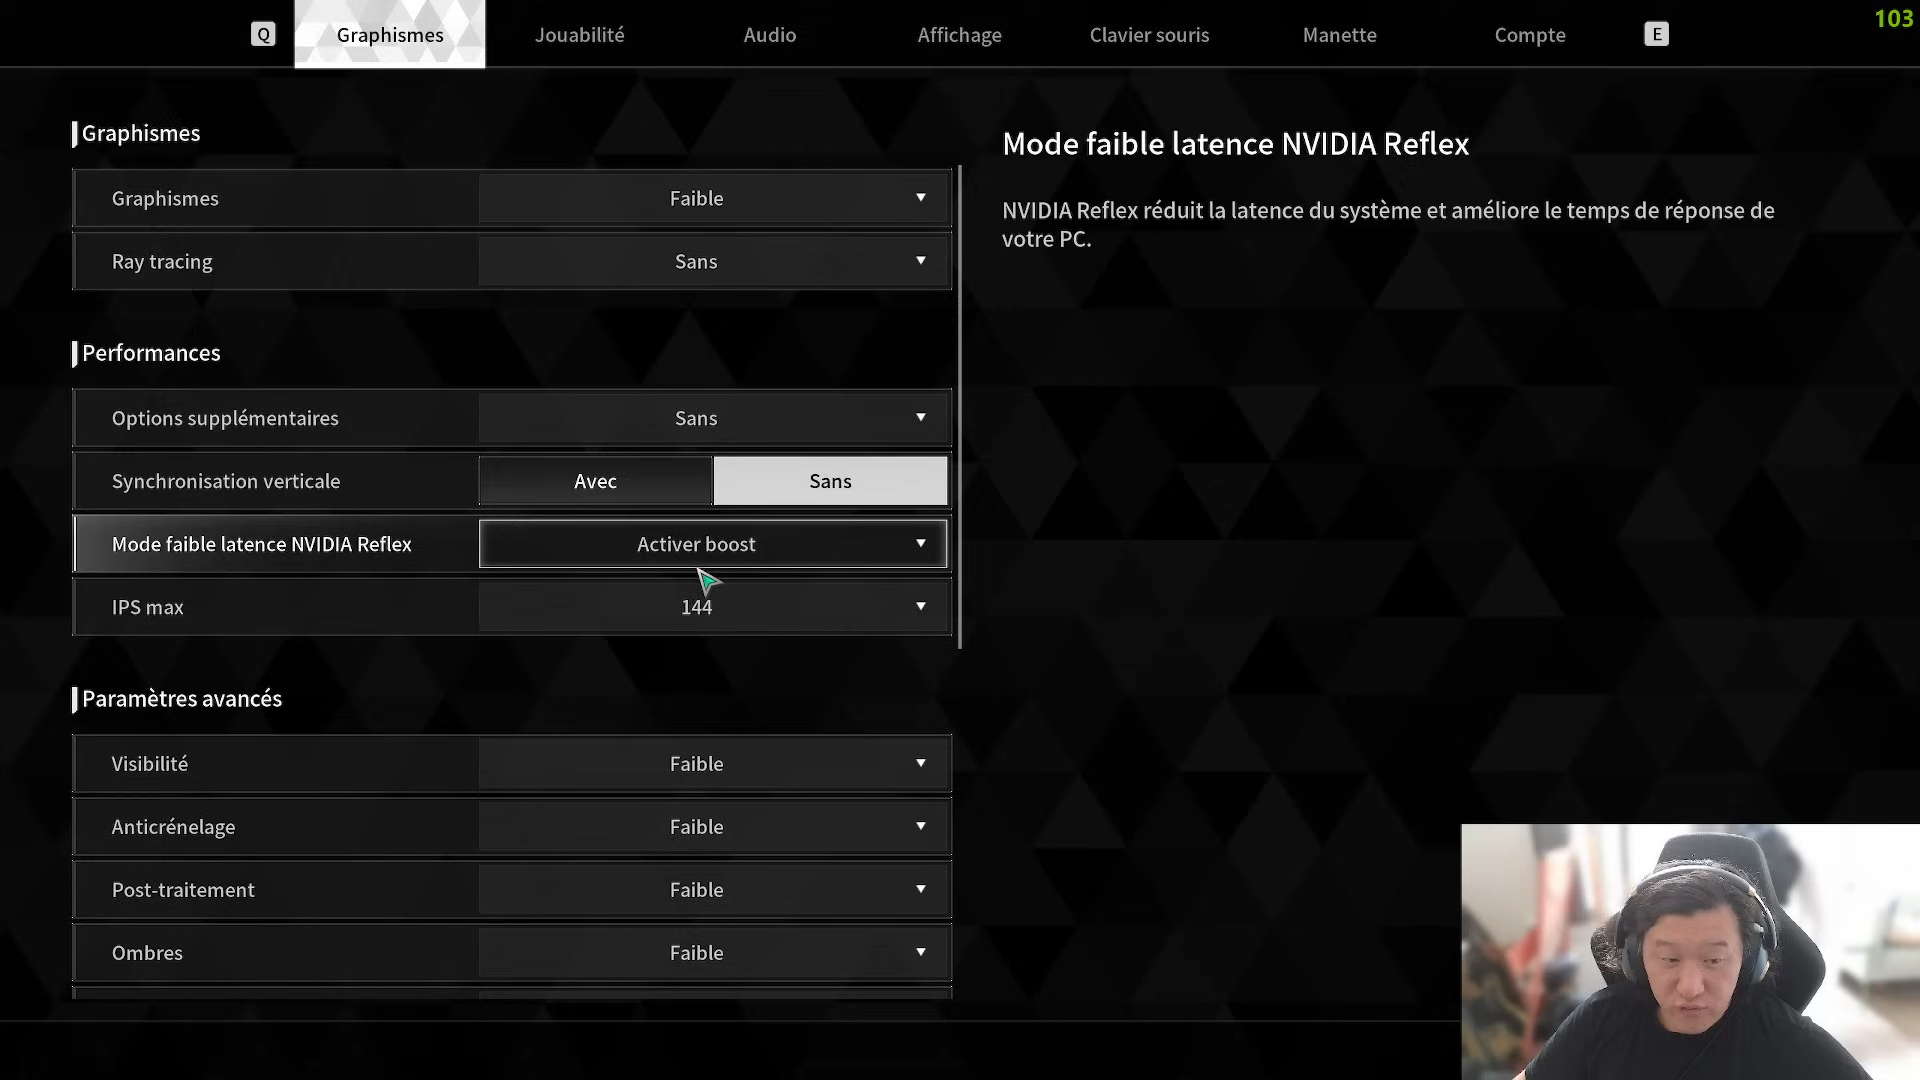 Q
Graphismes
Jouabilité
Audio
Affichage
Clavier souris
Manette
Compte
E
103
Graphismes
Graphismes
Faible
Ray tracing
Sans
Performances
Options supplémentaires
Sans
Synchronisation verticale
Avec
Sans
Mode faible latence NVIDIA Reflex
Activer boost
IPS max
144
Paramètres avancés
Visibilité
Faible
Anticrénelage
Faible
Post-traitement
Faible
Ombres
Faible
Mode faible latence NVIDIA Reflex
NVIDIA Reflex réduit la latence du système et améliore le temps de réponse de
votre PC.